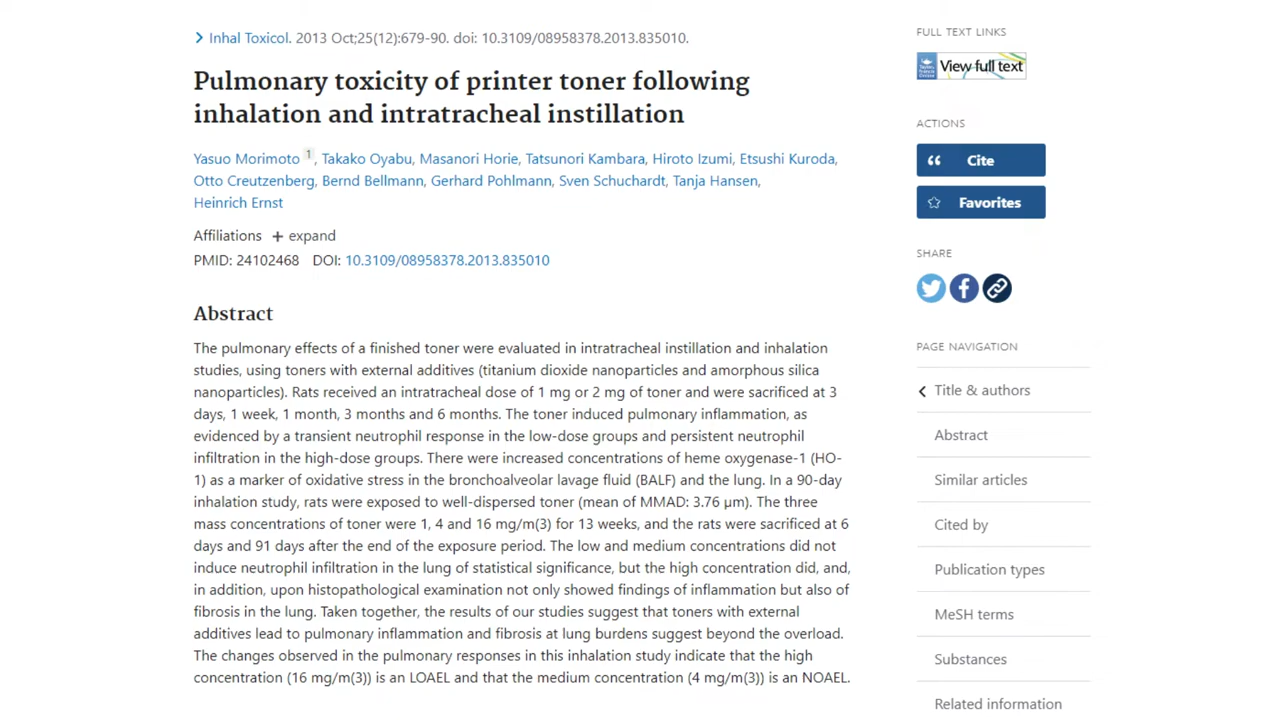 Inhal Toxicol. 2013 Oct;25(12):679-90. doi: 10.3109/08958378.2013.835010.
Pulmonary toxicity of printer toner following
inhalation and intratracheal instillation
Yasuo Morimoto 1, Takako Oyabu, Masanori Horie, Tatsunori Kambara, Hiroto Izumi, Etsushi Kuroda,
Otto Creutzenberg, Bernd Bellmann, Gerhard Pohlmann, Sven Schuchardt, Tanja Hansen,
Heinrich Ernst
Affiliations + expand
PMID: 24102468 DOI: 10.3109/08958378.2013.835010
Abstract
The pulmonary effects of a finished toner were evaluated in intratracheal instillation and inhalation
studies, using toners with external additives (titanium dioxide nanoparticles and amorphous silica
nanoparticles). Rats received an intratracheal dose of 1 mg or 2 mg of toner and were sacrificed at 3
days, 1 week, 1 month, 3 months and 6 months. The toner induced pulmonary inflammation, as
evidenced by a transient neutrophil response in the low-dose groups and persistent neutrophil
infiltration in the high-dose groups. There were increased concentrations of heme oxygenase-1 (HO-
1) as a marker of oxidative stress in the bronchoalveolar lavage fluid (BALF) and the lung. In a 90-day
inhalation study, rats were exposed to well-dispersed toner (mean of MMAD: 3.76 µm). The three
mass concentrations of toner were 1, 4 and 16 mg/m(3) for 13 weeks, and the rats were sacrificed at 6
days and 91 days after the end of the exposure period. The low and medium concentrations did not
induce neutrophil infiltration in the lung of statistical significance, but the high concentration did, and,
in addition, upon histopathological examination not only showed findings of inflammation but also of
fibrosis in the lung. Taken together, the results of our studies suggest that toners with external
additives lead to pulmonary inflammation and fibrosis at lung burdens suggest beyond the overload.
The changes observed in the pulmonary responses in this inhalation study indicate that the high
concentration (16 mg/m(3)) is an LOAEL and that the medium concentration (4 mg/m(3)) is an NOAEL.
FULL TEXT LINKS
View full text
ACTIONS
Cite
Favorites
SHARE
PAGE NAVIGATION
Title & authors
Abstract
Similar articles
Cited by
Publication types
MeSH terms
Substances
Related information